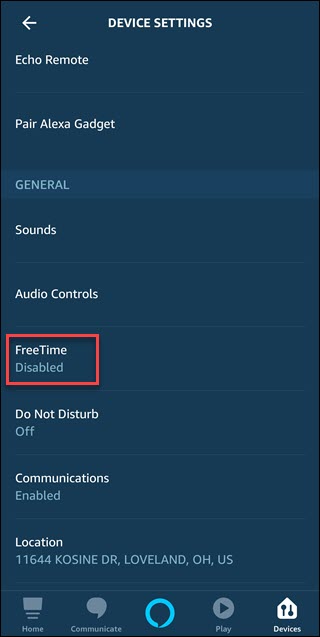 DEVICE SETTINGS
Echo Remote
Pair Alexa Gadget
GENERAL
Sounds
Audio Controls
FreeTime
Disabled
Do Not Disturb
Off
Communications
Enabled
Location
11644 KOSINE DR, LOVELAND, OH, US
Home Communicate Play Devices